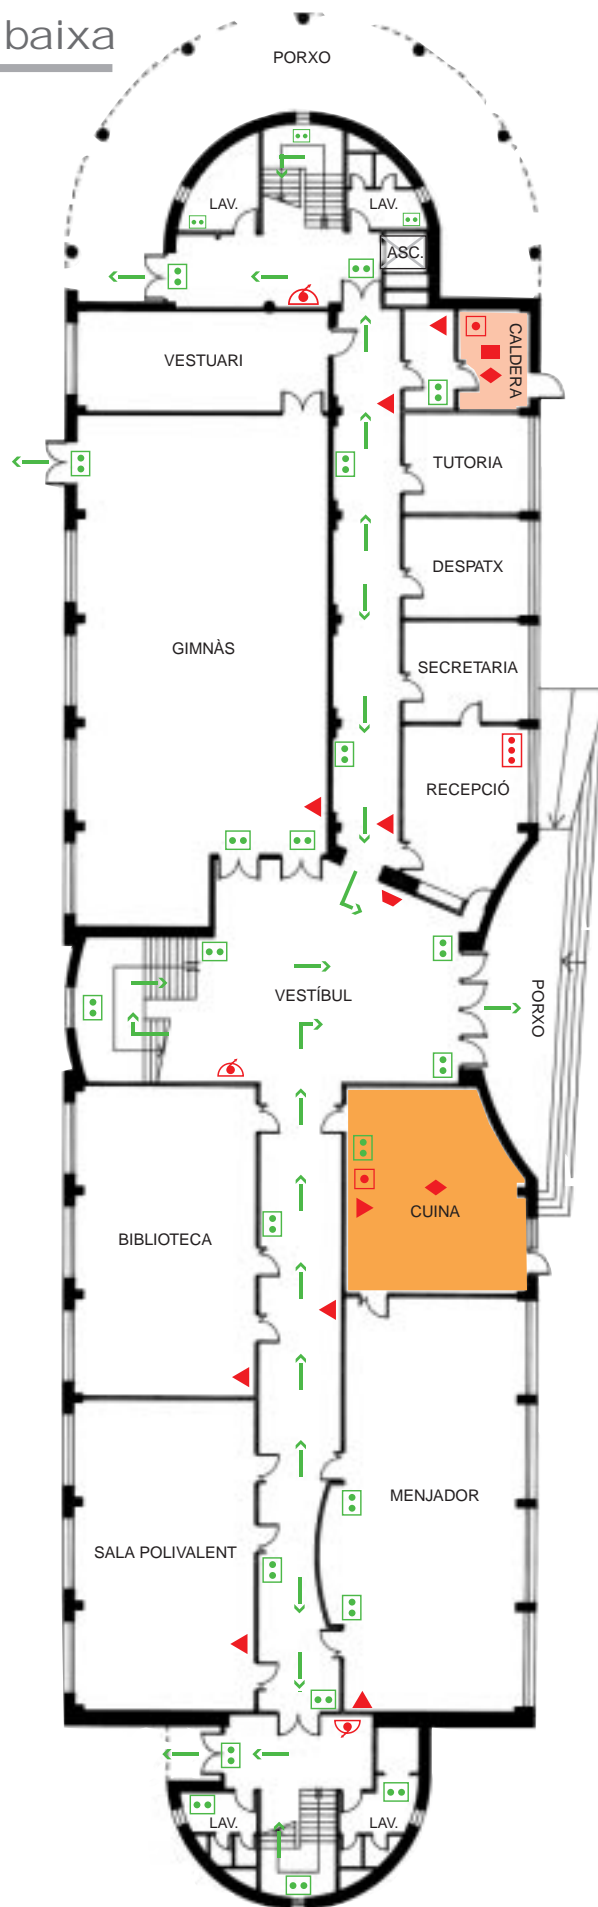 baixa
PORXO
LAV.
LAV.
ASC.
VESTUARI
CALDERA
TUTORIA
DESPATX
GIMNÀS
SECRETARIA
RECEPCIÓ
VESTÍBUL
PORXO
BIBLIOTECA
CUINA
MENJADOR
SALA POLIVALENT
LAV.
LAV.